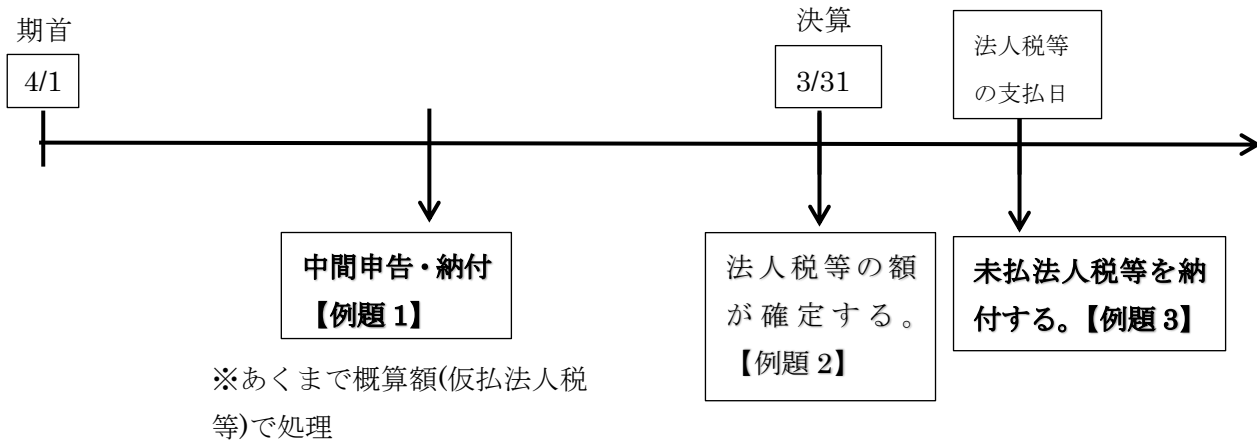 期首
4/1
決算
3/31
法人税等
の支払日
中間申告・納付
【例題 1】
※あくまで概算額(仮払法人税
等)で処理
法人税等の額
が確定する。
【例題 2】
未払法人税等を納
付する。【例題 3】